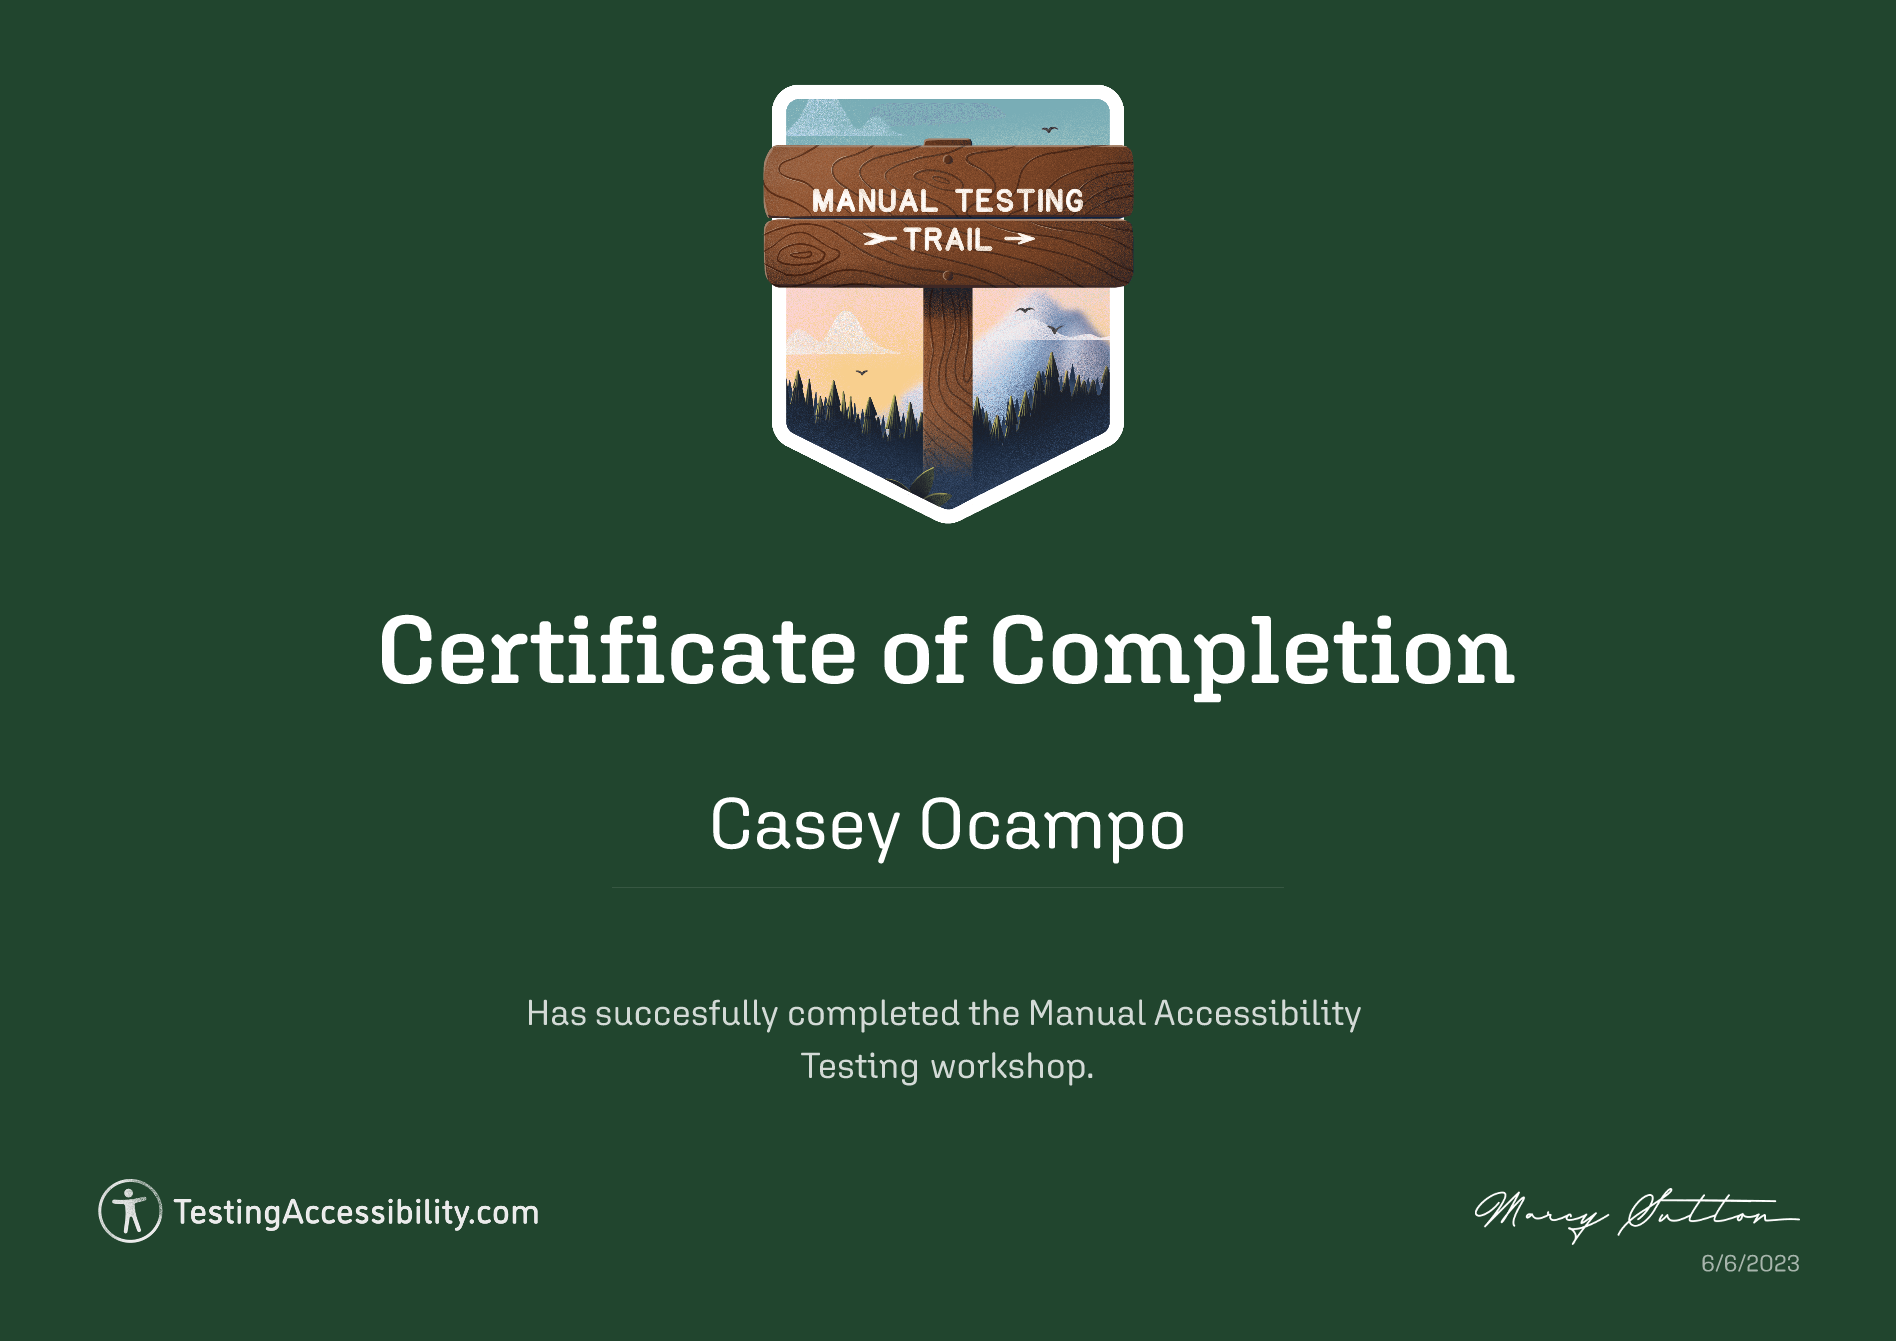 MANUAL TESTING
TRAIL
Certificate of Completion
Casey Ocampo
Has succesfully completed the Manual Accessibility
Testing workshop.
TestingAccessibility.com
Marcy Sutton
6/6/2023